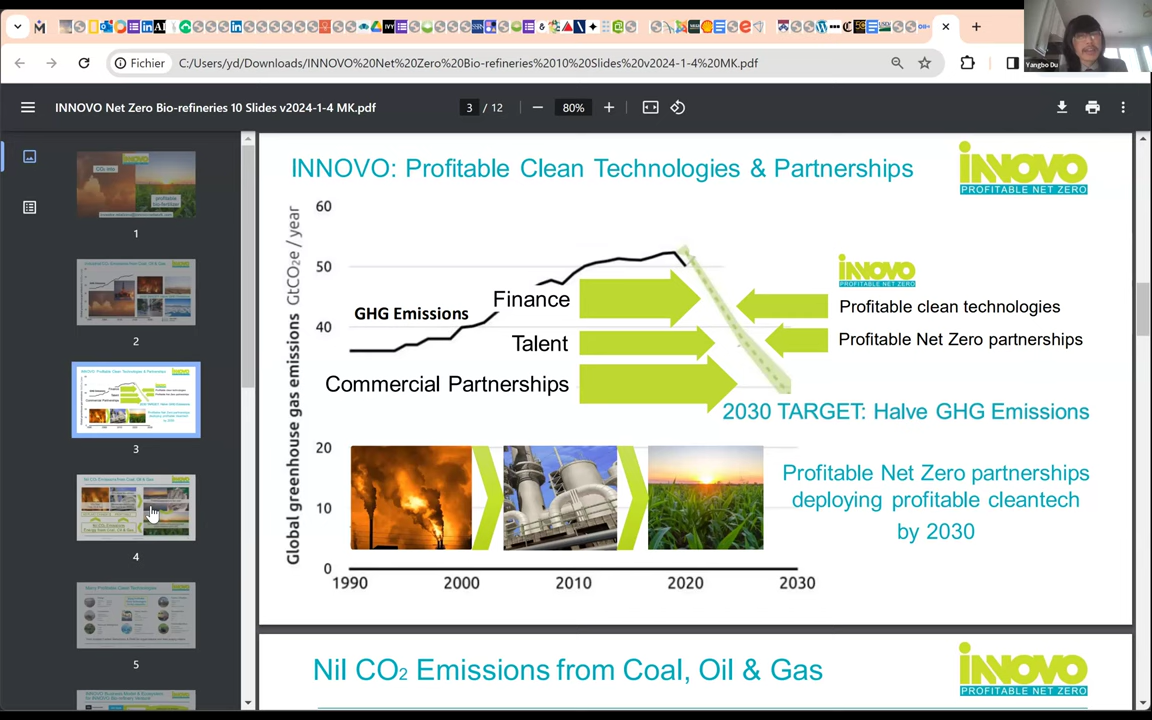 Fichier
C:/Users/yd/Downloads/INNOVO%20Net%20Zero%20Bio-refineries%2010%20Slides%20v2024-1-4%20MK.pdf
Yangbo Du
INNOVO Net Zero Bio-refineries 10 Slides v2024-1-4 MK.pdf
3 / 12
80%
INNOVO: Profitable Clean Technologies & Partnerships
INNOVO
PROFITABLE NET ZERO
Global greenhouse gas emissions GtCO2e / year
60
50
40
20
10
0
1990
2000
2010
2020
2030
GHG Emissions
Finance
Talent
Commercial Partnerships
INNOVO
PROFITABLE NET ZERO
Profitable clean technologies
Profitable Net Zero partnerships
2030 TARGET: Halve GHG Emissions
Profitable Net Zero partnerships
deploying profitable cleantech
by 2030
Nil CO2 Emissions from Coal, Oil & Gas
INNOVO
PROFITABLE NET ZERO
1
2
3
4
5